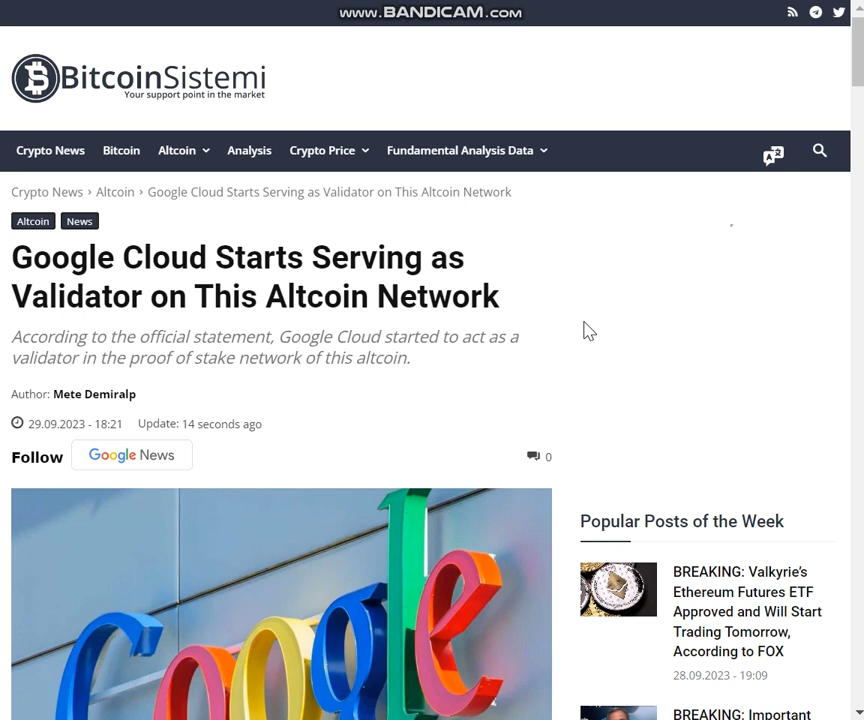 www.BANDICAM.com
BitcoinSistemi
Your support point in the market
Crypto News Bitcoin Altcoin Analysis Crypto Price Fundamental Analysis Data
Crypto News › Altcoin › Google Cloud Starts Serving as Validator on This Altcoin Network
Altcoin News
Google Cloud Starts Serving as
Validator on This Altcoin Network
According to the official statement, Google Cloud started to act as a
validator in the proof of stake network of this altcoin.
Author: Mete Demiralp
29.09.2023 - 18:21 Update: 14 seconds ago
Follow Google News 0
Google
Popular Posts of the Week
BREAKING: Valkyrie's
Ethereum Futures ETF
Approved and Will Start
Trading Tomorrow,
According to FOX
28.09.2023 - 19:09
BREAKING: Important